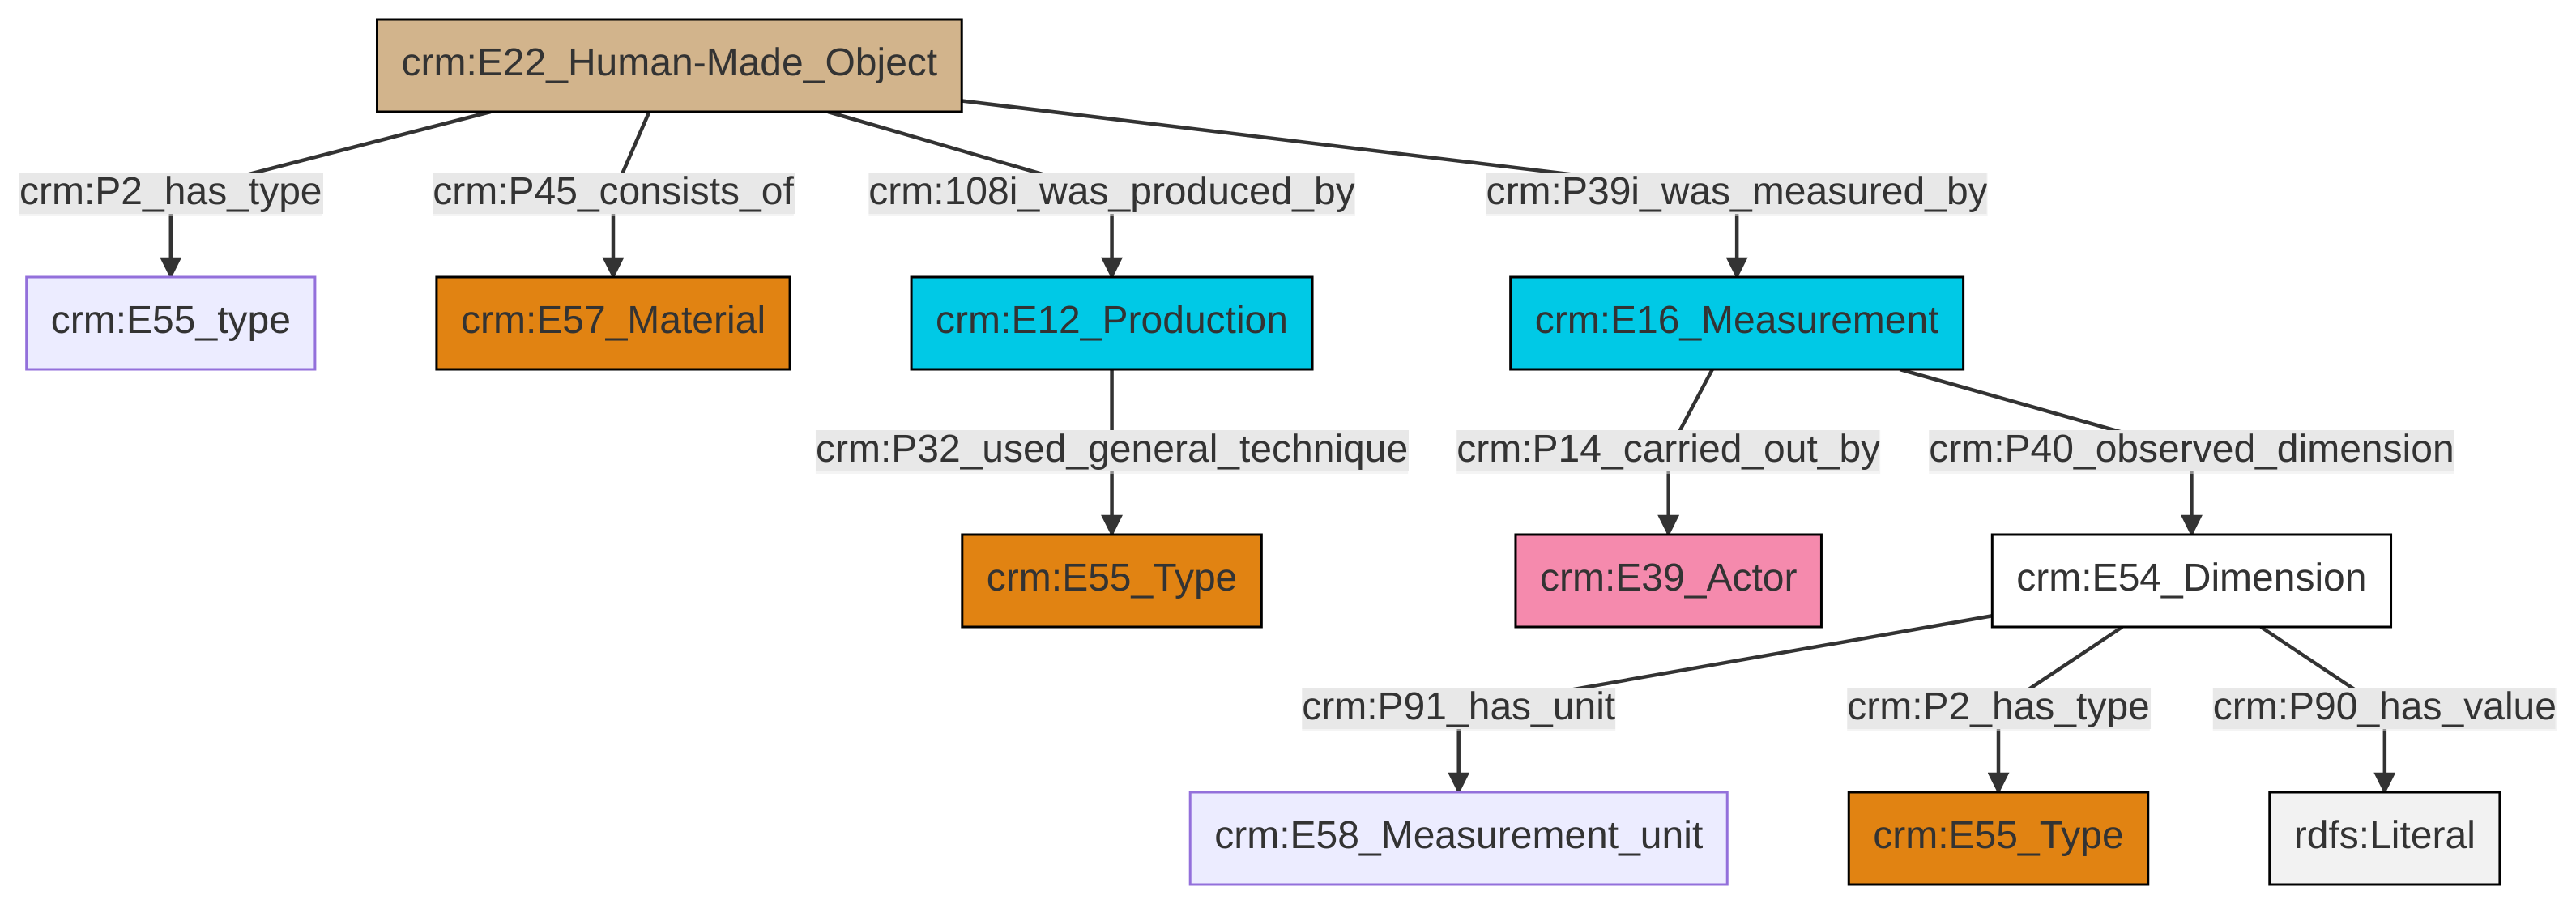 crm:E22_Human-Made_Object
crm:P2_has_type
crm:P45_consists_of
crm:108i_was_produced_by
crm:P39i_was_measured_by
crm:E55_type
crm:E57_Material
crm:E12_Production
crm:E16_Measurement
crm:P32_used_general_technique
crm:P14_carried_out_by
crm:P40_observed_dimension
crm:E55_Type
crm:E39_Actor
crm:E54_Dimension
crm:P91_has_unit
crm:P2_has_type
crm:P90_has_value
crm:E58_Measurement_unit
crm:E55_Type
rdfs:Literal